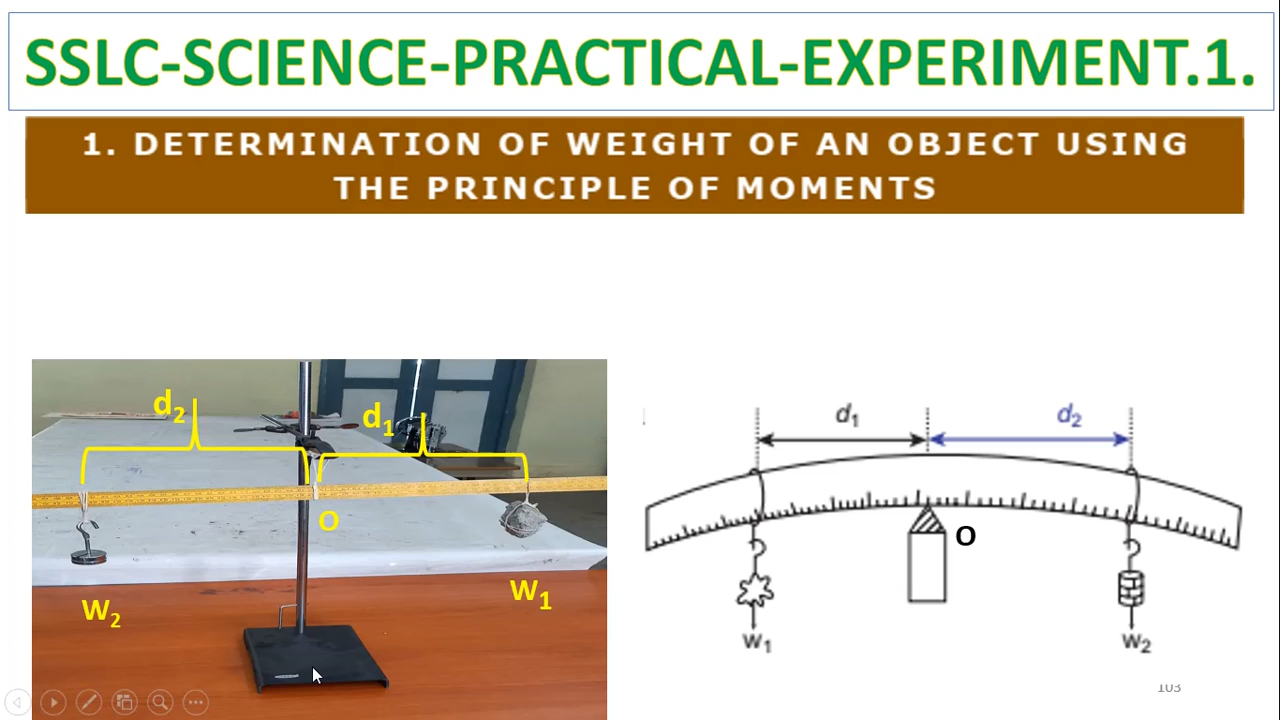 SSLC-SCIENCE-PRACTICAL-EXPERIMENT.1.
1. DETERMINATION OF WEIGHT OF AN OBJECT USING
THE PRINCIPLE OF MOMENTS
d₂
d₁
O
W₂
W₁
d₁
d₂
O
W₁
W₂
103